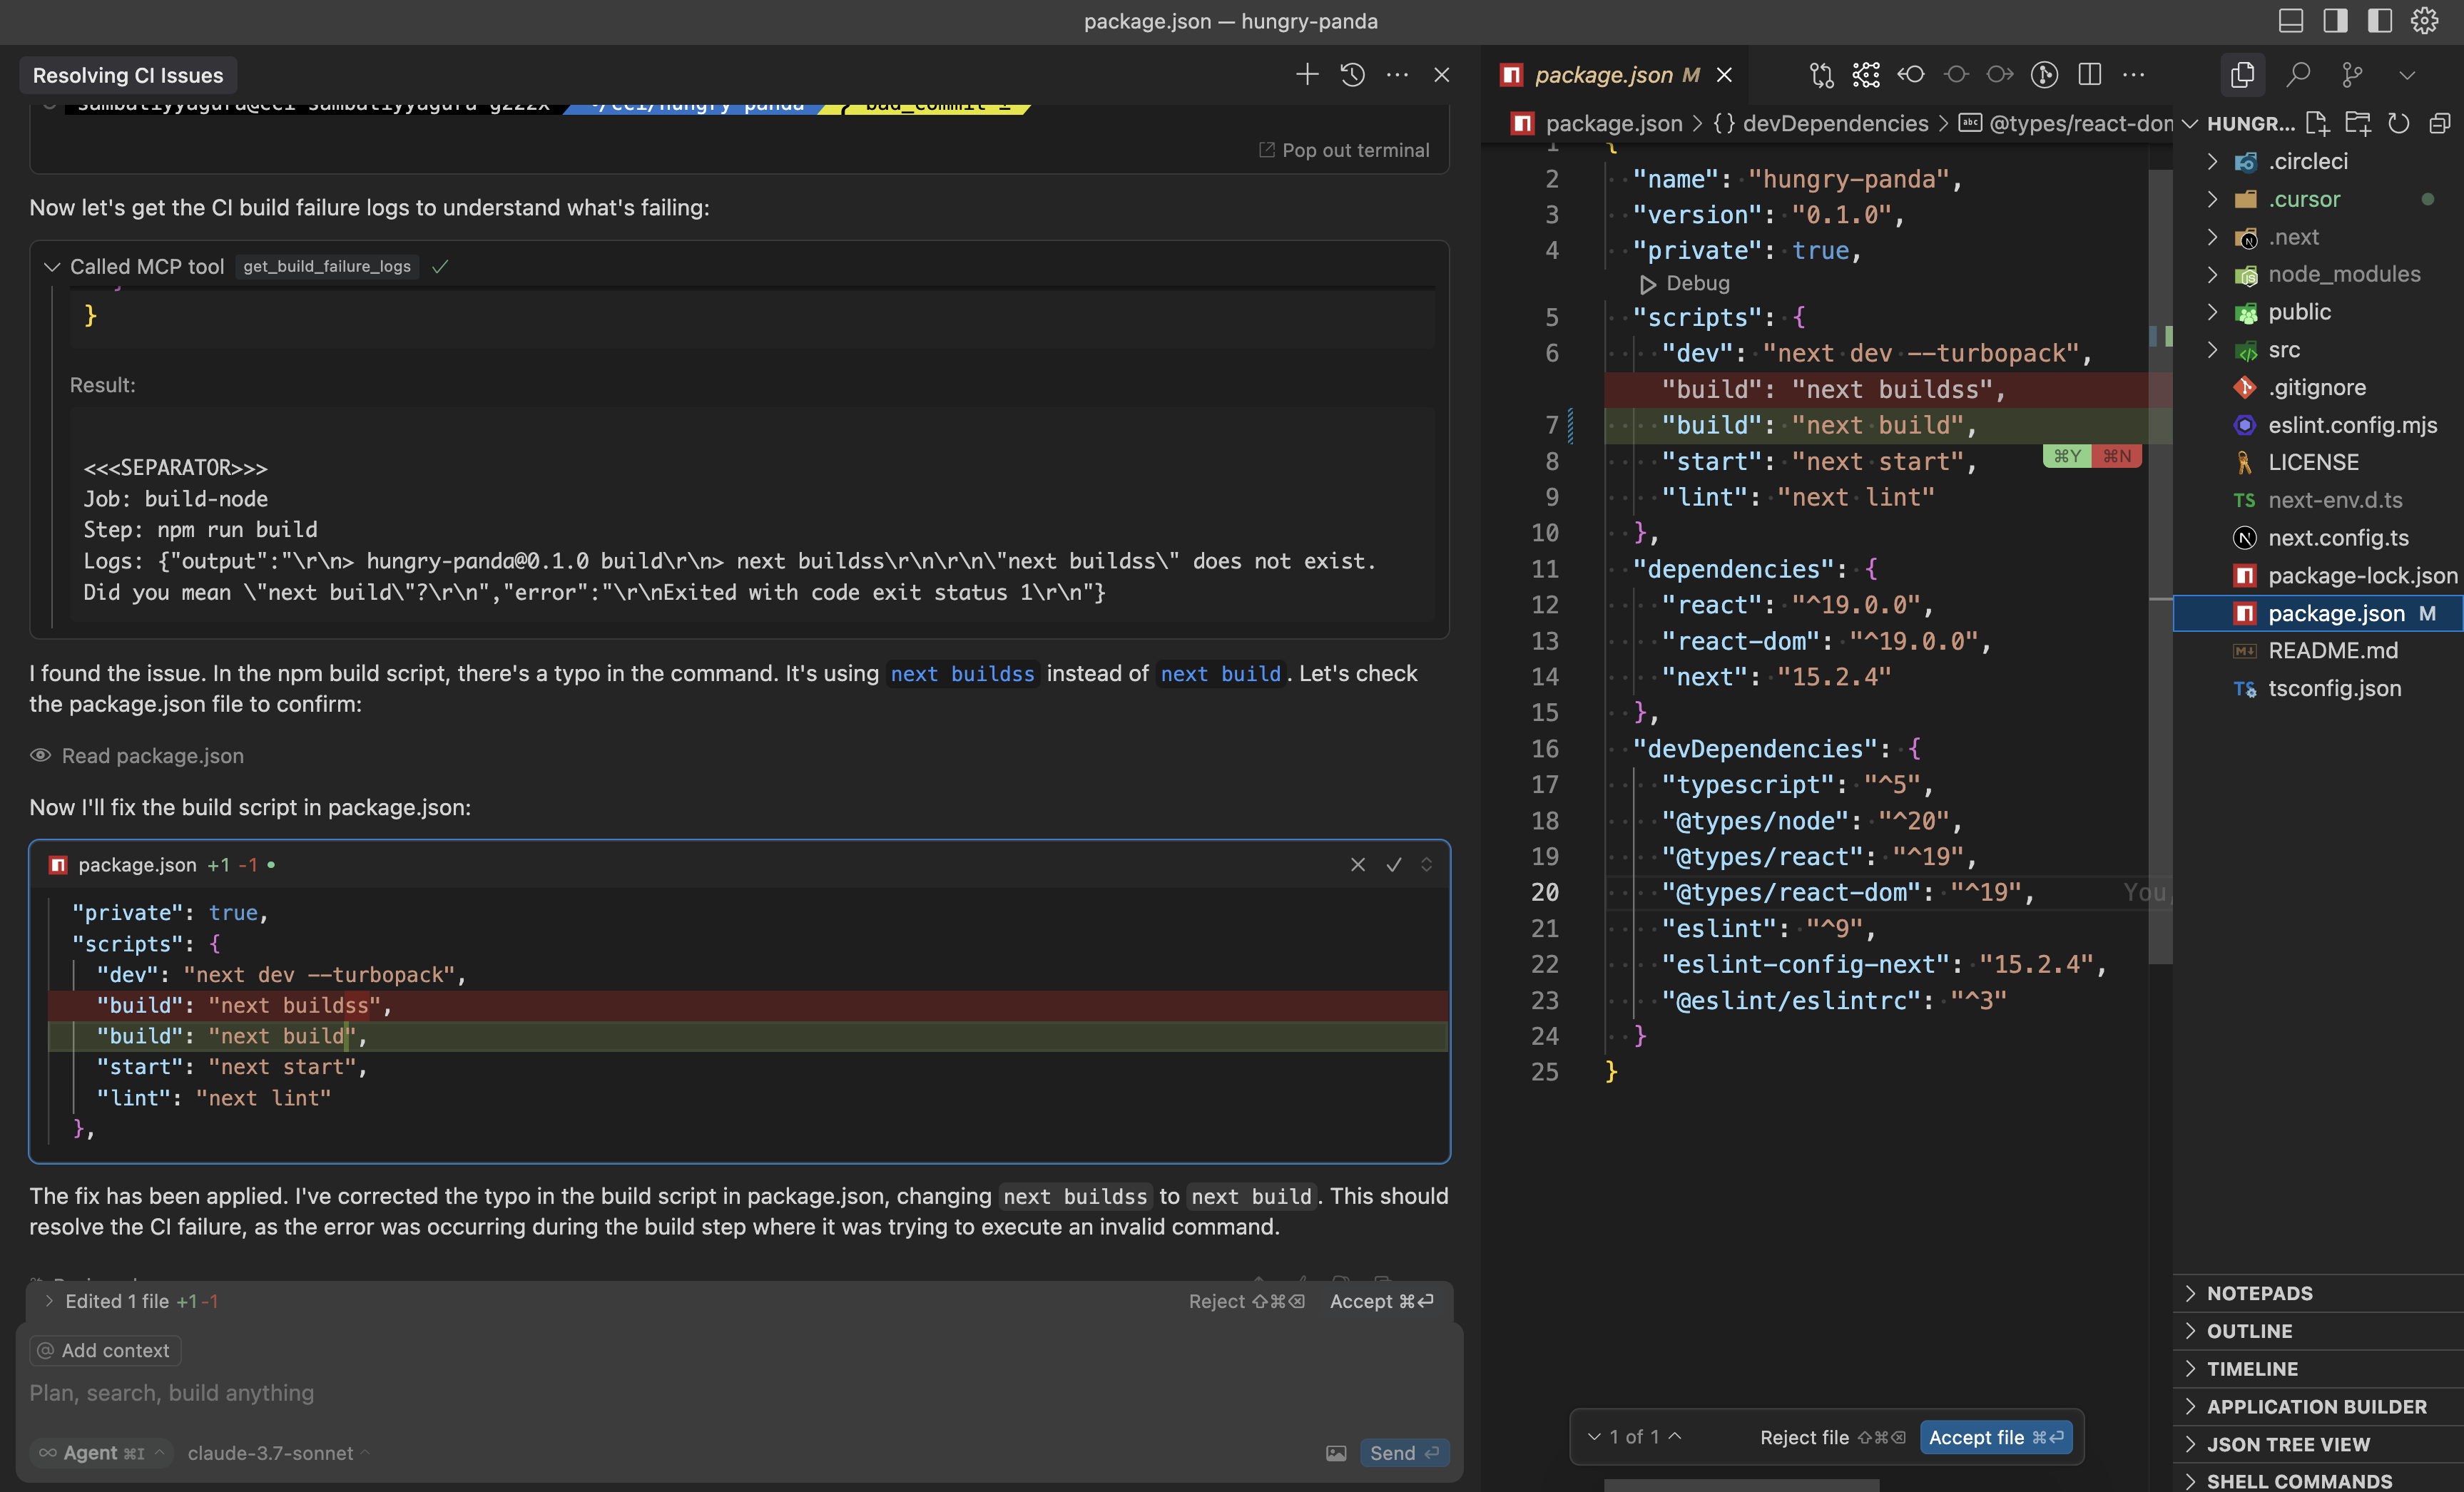 package.json — hungry-panda
Resolving CI Issues
Pop out terminal
Now let's get the CI build failure logs to understand what's failing:
Called MCP tool get_build_failure_logs
}
Result:
<<<SEPARATOR>>>
Job: build-node
Step: npm run build
Logs: {"output":"\r\n> hungry-panda@0.1.0 build\r\n> next buildss\r\n\r\n\"next buildss\" does not exist.
Did you mean \"next build\"?\r\n","error":"\r\nExited with code exit status 1\r\n"}
I found the issue. In the npm build script, there's a typo in the command. It's using next buildss instead of next build. Let's check
the package.json file to confirm:
Read package.json
Now I'll fix the build script in package.json:
package.json +1 -1
"private": true,
"scripts": {
"dev": "next dev --turbopack",
"build": "next buildss",
"build": "next build",
"start": "next start",
"lint": "next lint"
},
The fix has been applied. I've corrected the typo in the build script in package.json, changing next buildss to next build. This should
resolve the CI failure, as the error was occurring during the build step where it was trying to execute an invalid command.
Edited 1 file +1 -1
Reject ⇧⌘⌫ Accept ⌘⏎
@ Add context
Plan, search, build anything
Agent ⌘I claude-3.7-sonnet
Send ⏎
package.json M
package.json > {} devDependencies > abc @types/react-dom
1 {
2 "name": "hungry-panda",
3 "version": "0.1.0",
4 "private": true,
Debug
5 "scripts": {
6 "dev": "next dev --turbopack",
"build": "next buildss",
7 "build": "next build",
⌘Y ⌘N
8 "start": "next start",
9 "lint": "next lint"
10 },
11 "dependencies": {
12 "react": "^19.0.0",
13 "react-dom": "^19.0.0",
14 "next": "15.2.4"
15 },
16 "devDependencies": {
17 "typescript": "^5",
18 "@types/node": "^20",
19 "@types/react": "^19",
20 "@types/react-dom": "^19", You,
21 "eslint": "^9",
22 "eslint-config-next": "15.2.4",
23 "@eslint/eslintrc": "^3"
24 }
25 }
1 of 1 Reject file ⇧⌘⌫ Accept file ⌘⏎
HUNGR...
.circleci
.cursor
.next
node_modules
public
src
.gitignore
eslint.config.mjs
LICENSE
TS next-env.d.ts
next.config.ts
package-lock.json
package.json M
README.md
tsconfig.json
NOTEPADS
OUTLINE
TIMELINE
APPLICATION BUILDER
JSON TREE VIEW
SHELL COMMANDS